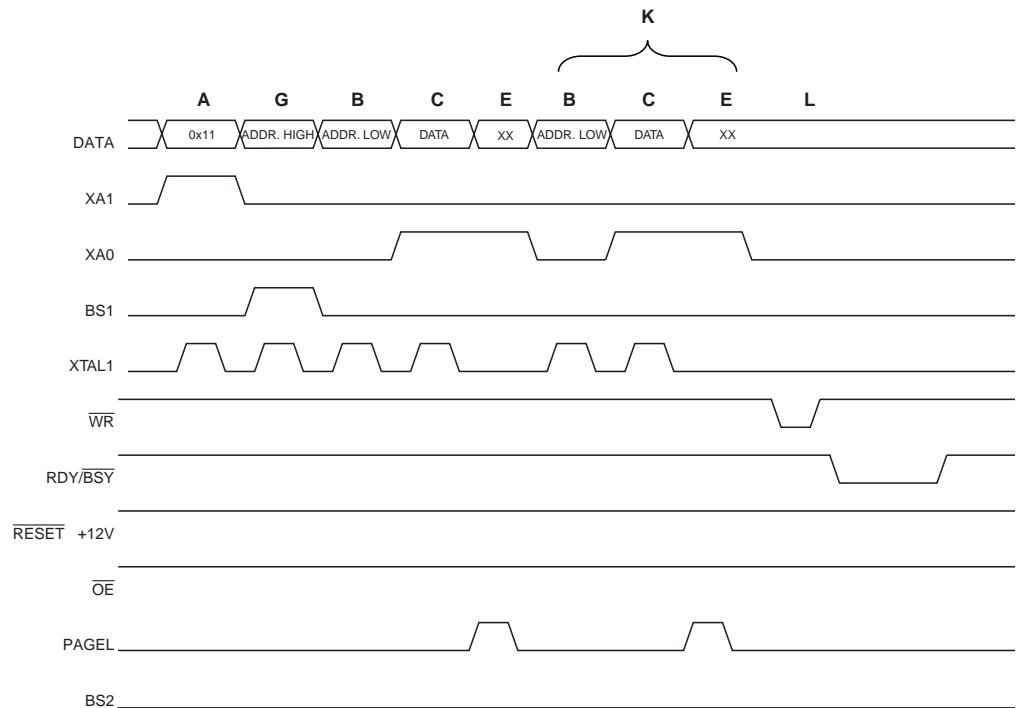 K
A G B C E B C E L
DATA 0x11 ADDR. HIGH ADDR. LOW DATA XX ADDR. LOW DATA XX
XA1
XA0
BS1
XTAL1
WR
RDY/BSY
RESET +12V
OE
PAGEL
BS2